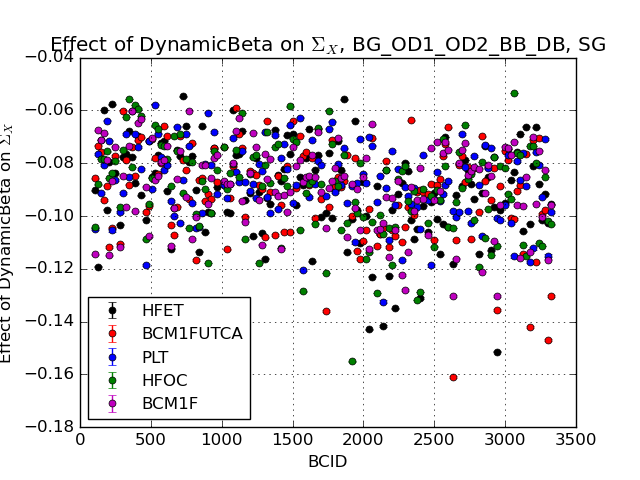 Effect of DynamicBeta on Σ_X, BG_OD1_OD2_BB_DB, SG
−0.04
−0.06
−0.08
−0.10
−0.12
−0.14
−0.16
−0.18
Effect of DynamicBeta on Σ_X
HFET
BCM1FUTCA
PLT
HFOC
BCM1F
0 500 1000 1500 2000 2500 3000 3500
BCID